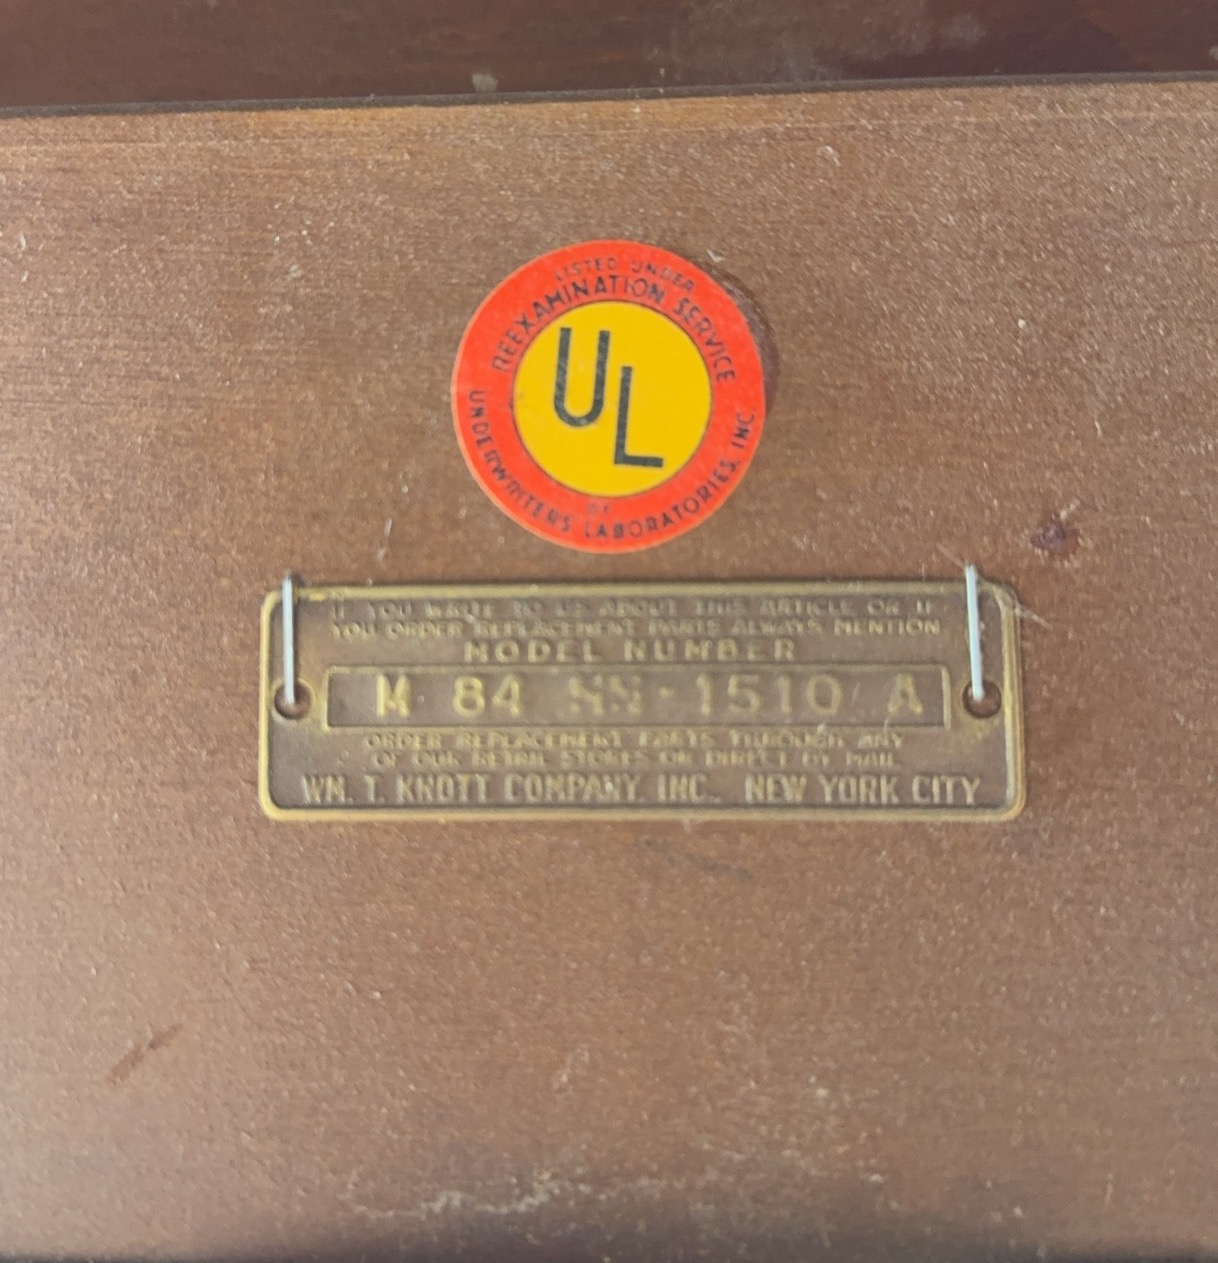 LISTED UNDER
REEXAMINATION SERVICE
UL
BY
UNDERWRITERS' LABORATORIES, INC.
IF YOU WRITE TO US ABOUT THIS ARTICLE OR IF
YOU ORDER REPLACEMENT PARTS ALWAYS MENTION
MODEL NUMBER
M 84 - 1510 A
ORDER REPLACEMENT PARTS THROUGH ANY
OF OUR RETAIL STORES OR DIRECT BY MAIL
WM. T. KNOTT COMPANY, INC., NEW YORK CITY